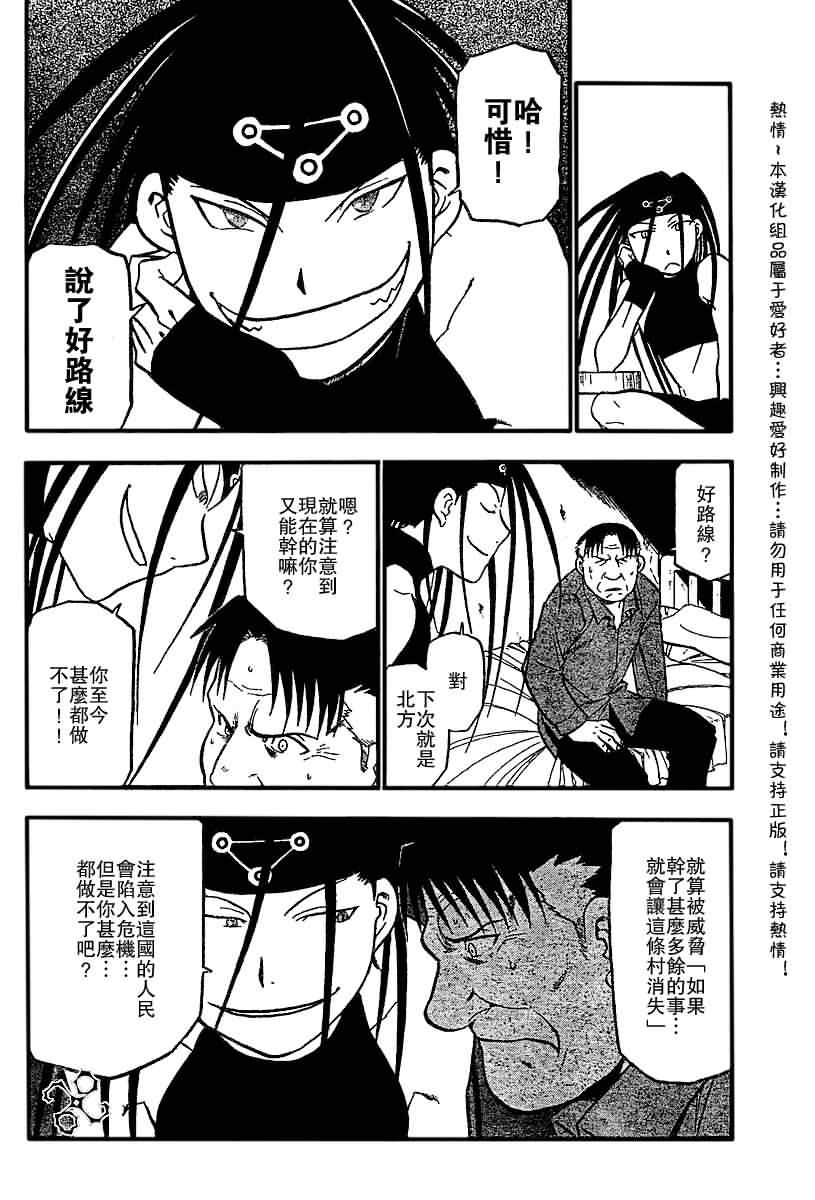 哈！
可惜！
說了好路線
好路線？
對
下次就是
北方
嗯？
就算注意到
現在的你
又能幹嘛？
你至今
甚麼都做
不了！！
就算被威脅「如果
幹了甚麼多餘的事…
就會讓這條村消失」
注意到這國的人民
會陷入危機…
但是你甚麼…
都做不了吧？
熱情~本漢化組品屬于愛好者…興趣愛好制作…請勿用于任何商業用途！請支持正版！請支持熱情！